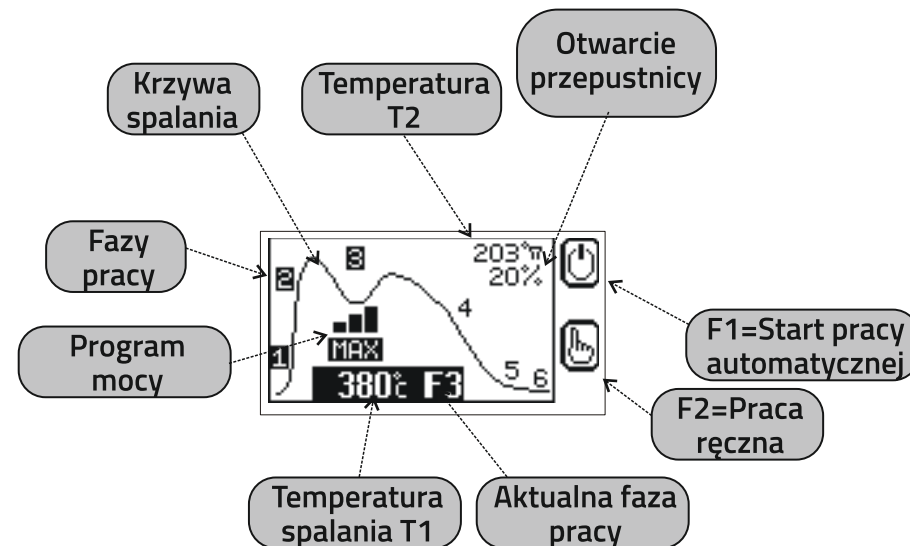 Otwarcie
przepustnicy
Krzywa
spalania
Temperatura
T2
Fazy
pracy
Program
mocy
203°
20%
2
3
4
1
MAX
380°c F3
5 6
F1=Start pracy
automatycznej
F2=Praca
ręczna
Temperatura
spalania T1
Aktualna faza
pracy